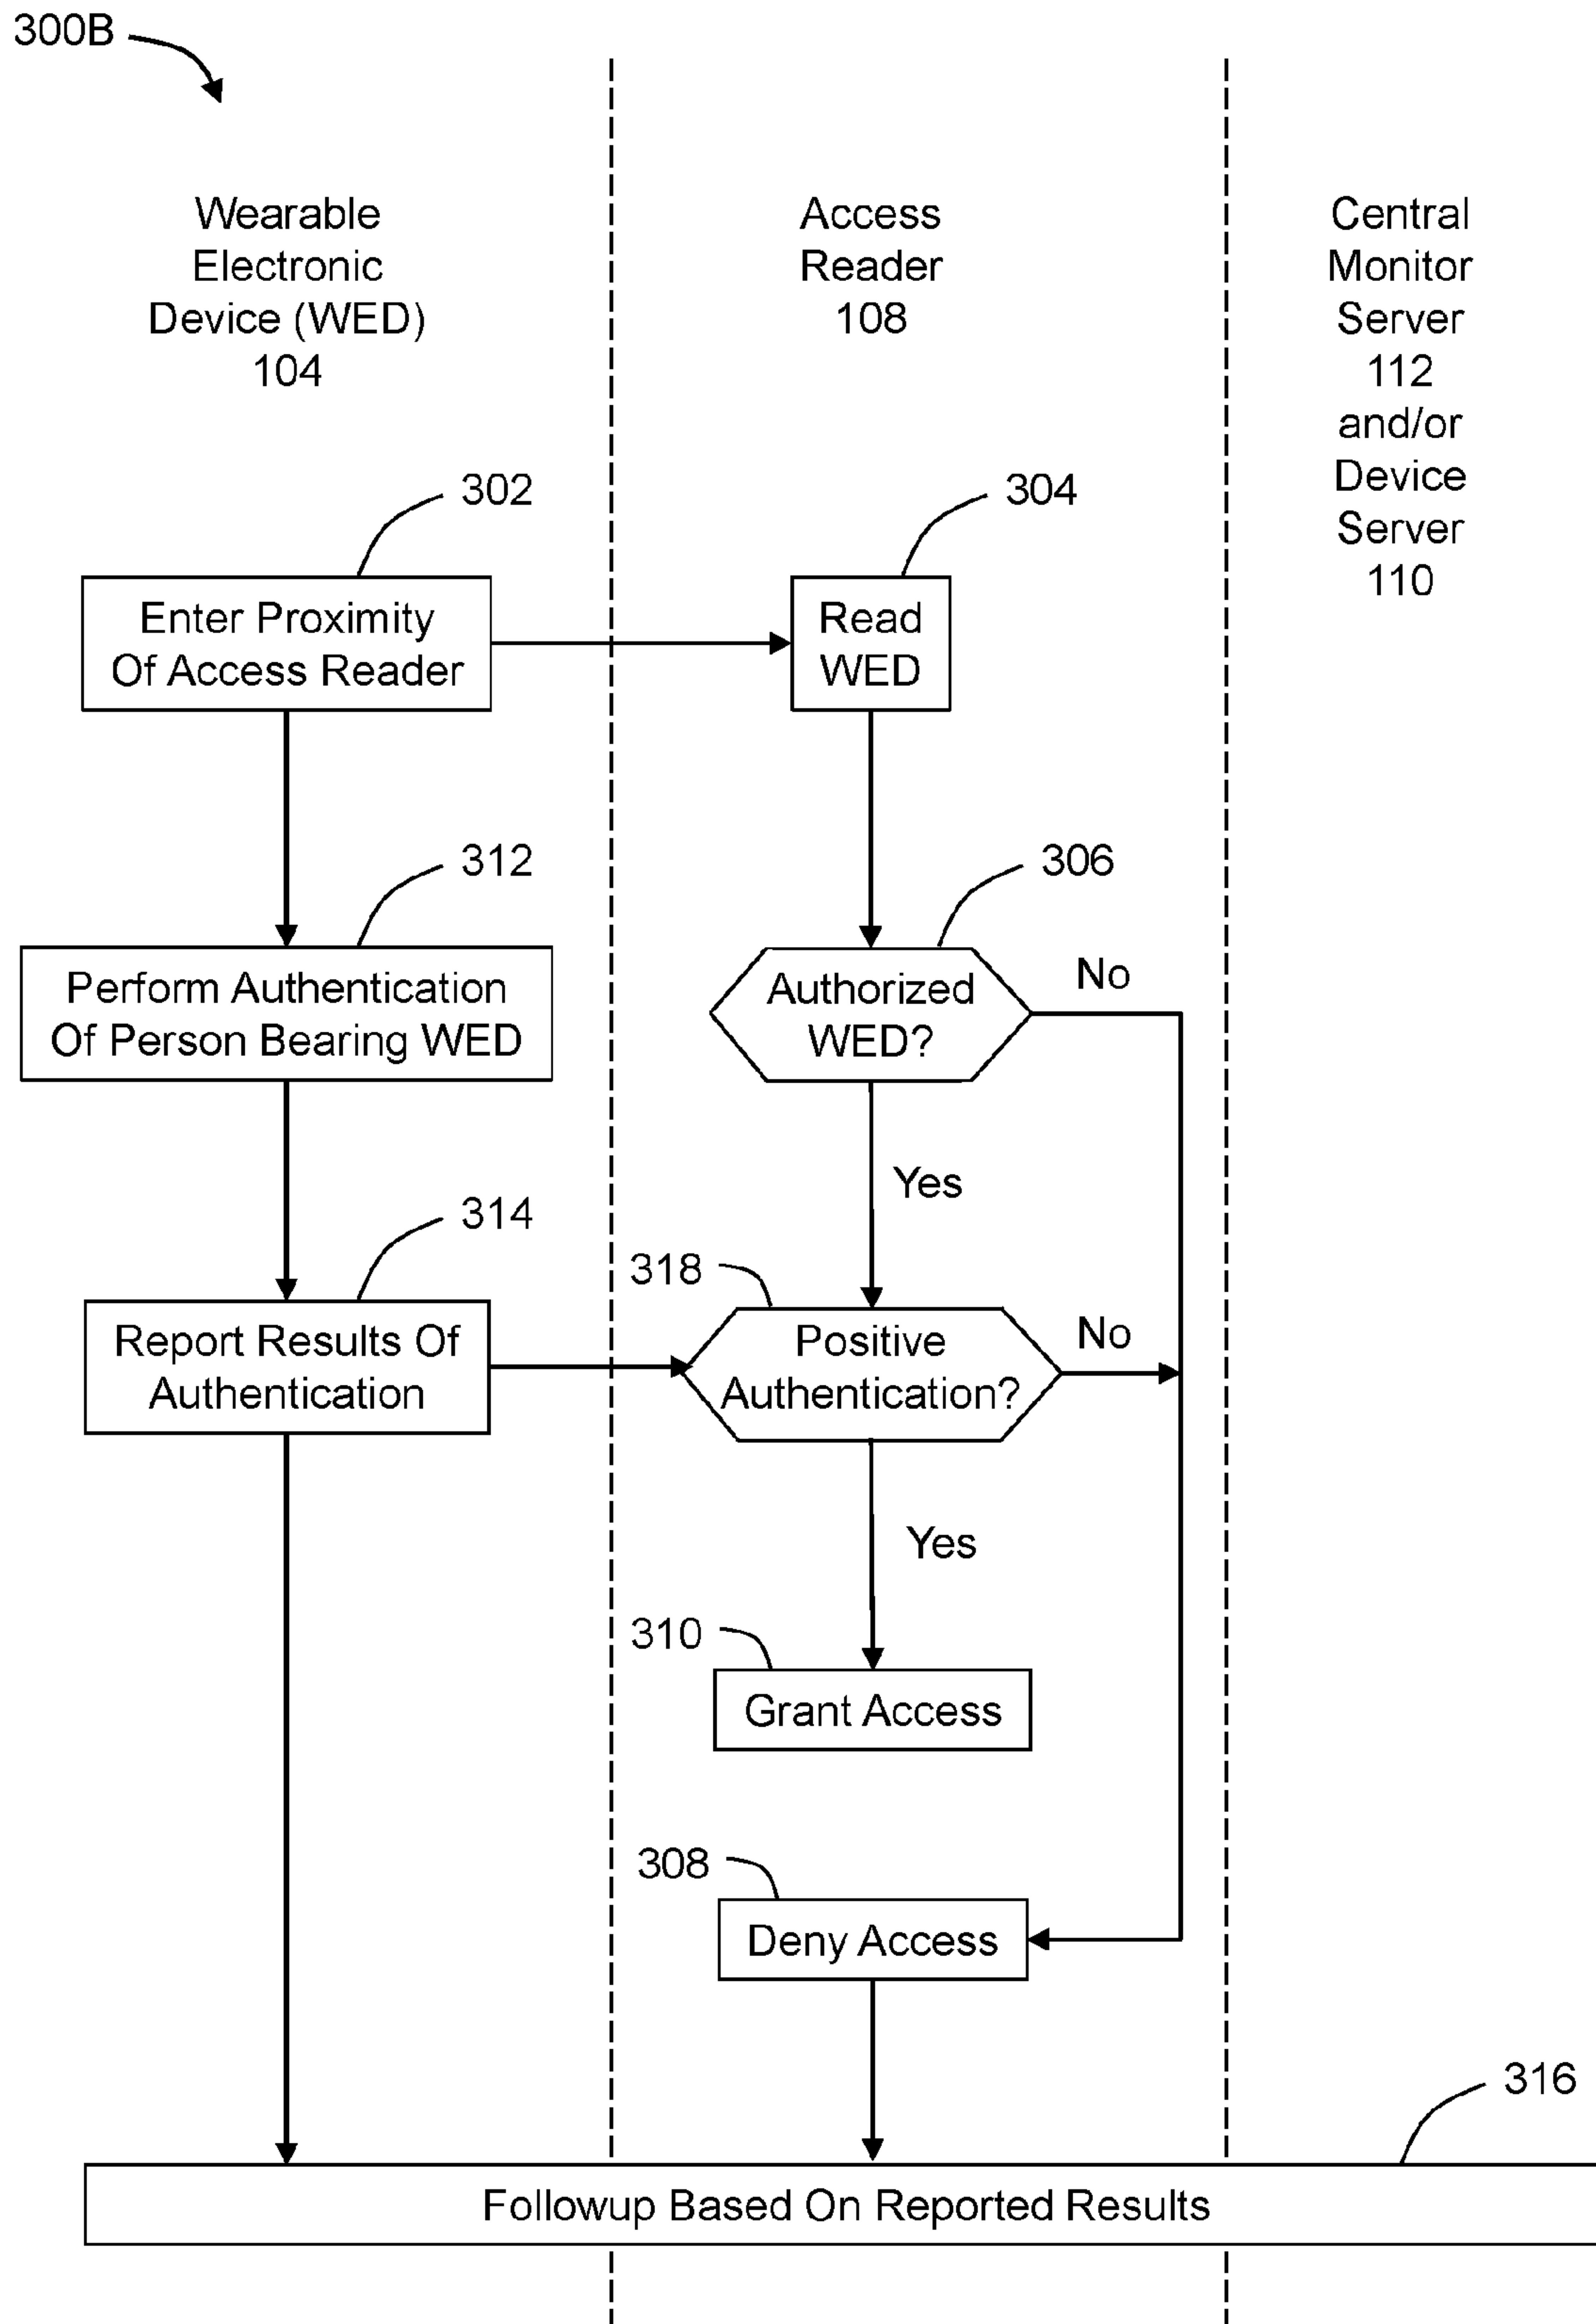 300B
Wearable
Electronic
Device (WED)
104
Access
Reader
108
Central
Monitor
Server
112
and/or
Device
Server
110
302
304
Enter Proximity
Of Access Reader
Read
WED
312
306
Perform Authentication
Of Person Bearing WED
Authorized
WED?
No
Yes
314
318
Report Results Of
Authentication
Positive
Authentication?
No
Yes
310
Grant Access
308
Deny Access
316
Followup Based On Reported Results